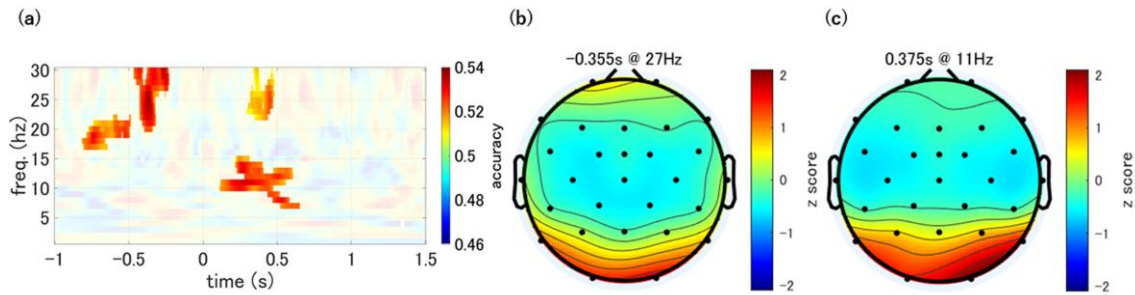 (a)
30
25
20
15
10
5
freq. (hz)
-1
-0.5
0
0.5
1
1.5
time (s)
0.54
0.52
0.5
0.48
0.46
accuracy
(b)
−0.355s @ 27Hz
2
1
0
-1
-2
z score
(c)
0.375s @ 11Hz
2
1
0
-1
-2
z score